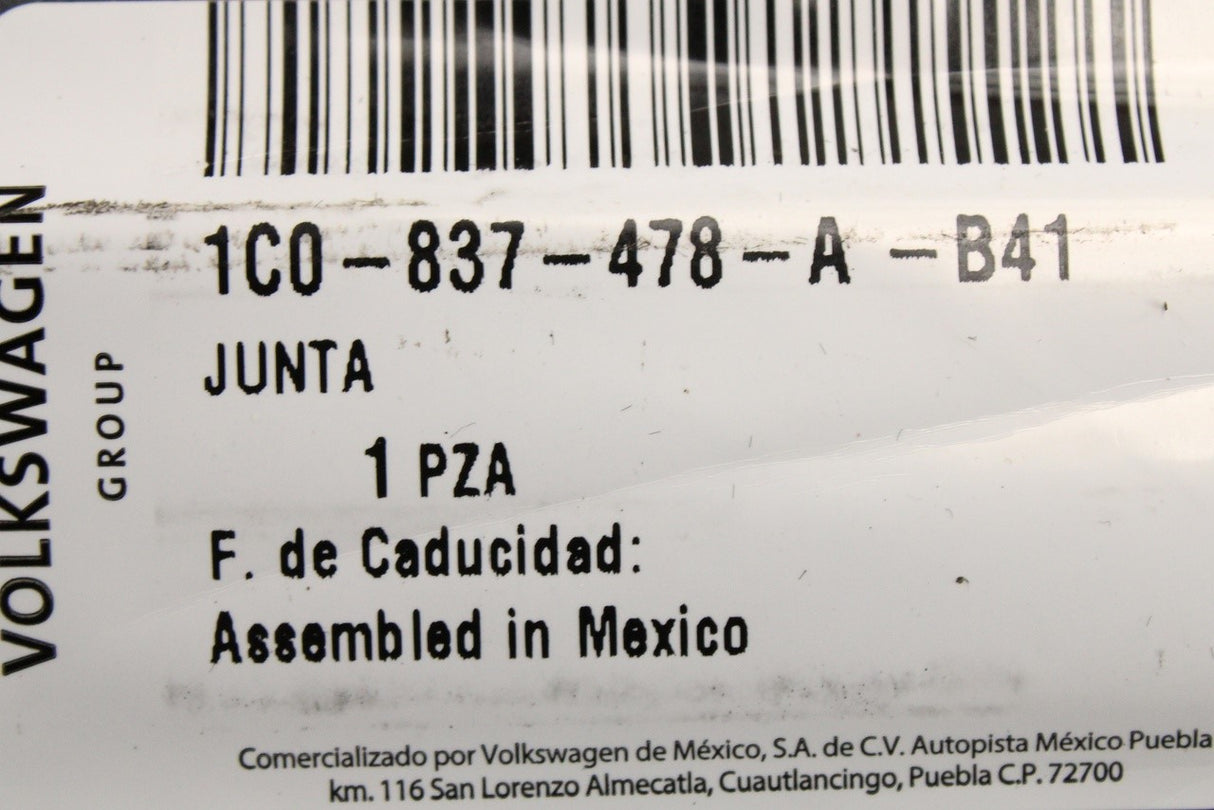 1C0-837-478-A -B41
JUNTA
1 PZA
F. de Caducidad:
Assembled in Mexico
Comercializado por Volkswagen de México, S.A. de C.V. Autopista México Puebla
km. 116 San Lorenzo Almecatla, Cuautlancingo, Puebla C.P. 72700
VOLKSWAGEN
GROUP